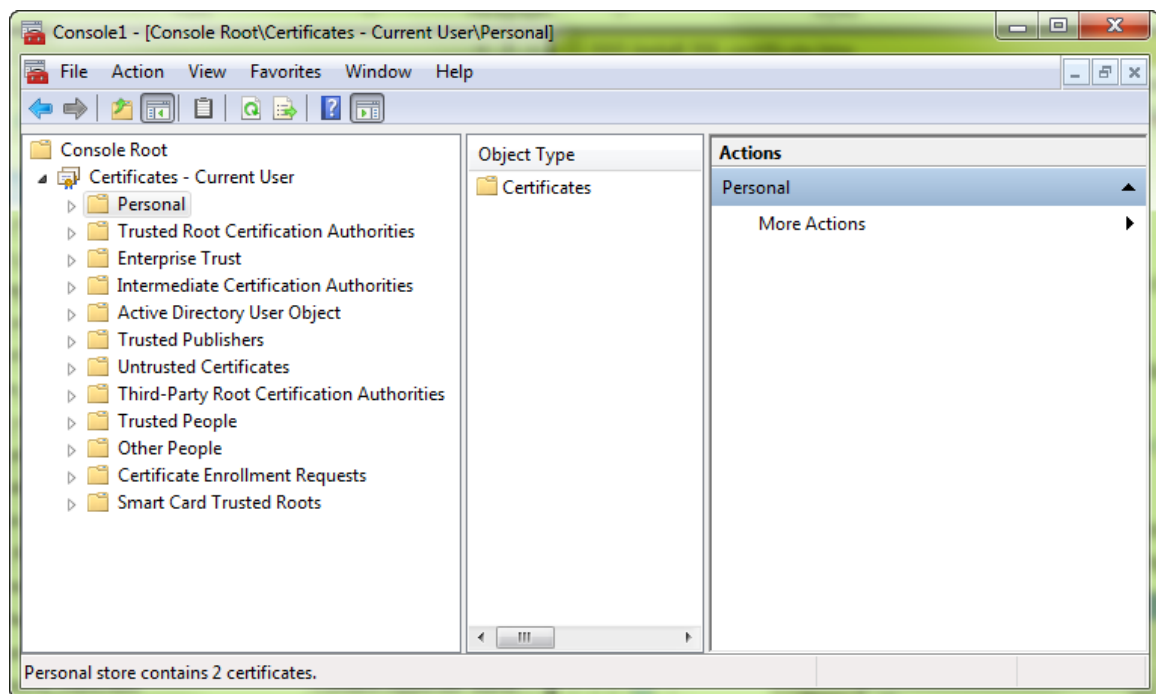 Console1 - [Console Root\Certificates - Current User\Personal]
File Action View Favorites Window Help
Console Root
Certificates - Current User
Personal
Trusted Root Certification Authorities
Enterprise Trust
Intermediate Certification Authorities
Active Directory User Object
Trusted Publishers
Untrusted Certificates
Third-Party Root Certification Authorities
Trusted People
Other People
Certificate Enrollment Requests
Smart Card Trusted Roots
Object Type
Certificates
Actions
Personal
More Actions
Personal store contains 2 certificates.